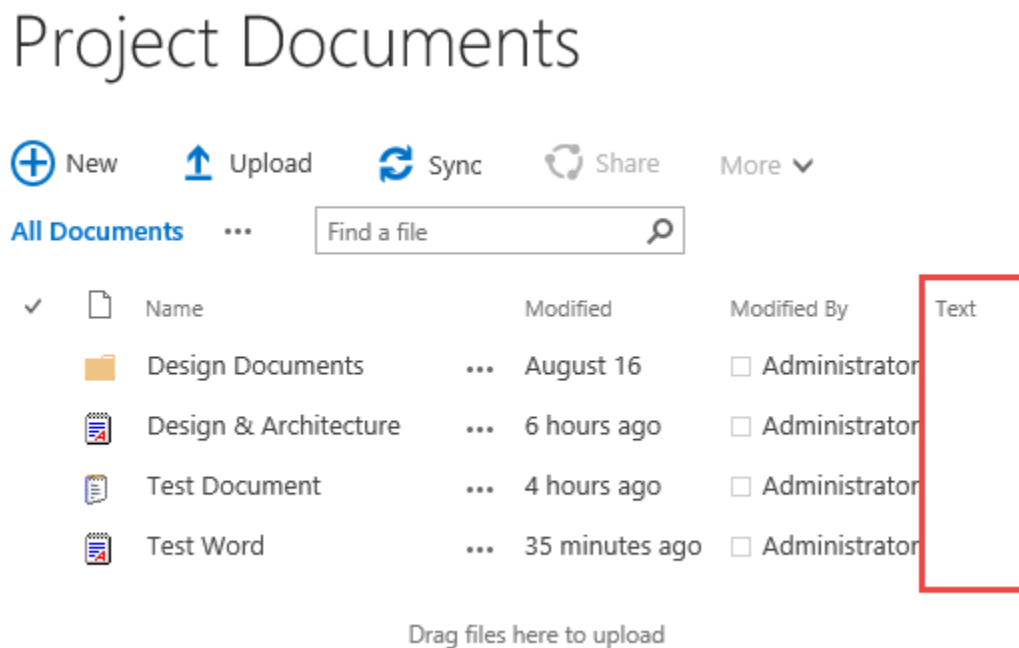 Project Documents
New Upload Sync Share More
All Documents ... Find a file
Name Modified Modified By Text
Design Documents ... August 16 Administrator
Design & Architecture ... 6 hours ago Administrator
Test Document ... 4 hours ago Administrator
Test Word ... 35 minutes ago Administrator
Drag files here to upload